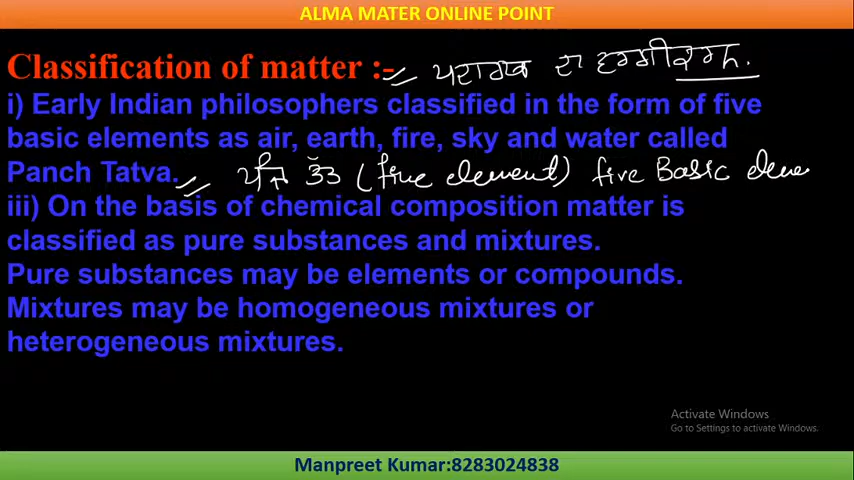 ALMA MATER ONLINE POINT
Classification of matter :- ਪਦਾਰਥ ਦਾ ਵਰਗੀਕਰਨ.
i) Early Indian philosophers classified in the form of five
basic elements as air, earth, fire, sky and water called
Panch Tatva. ਪੰਜ ਤੱਤ (five element) five Basic eleme
iii) On the basis of chemical composition matter is
classified as pure substances and mixtures.
Pure substances may be elements or compounds.
Mixtures may be homogeneous mixtures or
heterogeneous mixtures.
Activate Windows
Go to Settings to activate Windows.
Manpreet Kumar:8283024838